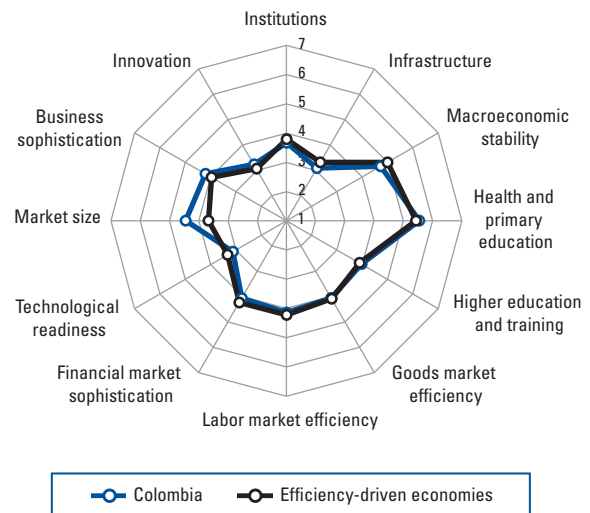 Institutions
7
6
5
4
3
2
1
Infrastructure
Macroeconomic
stability
Health and
primary
education
Higher education
and training
Goods market
efficiency
Labor market efficiency
Financial market
sophistication
Technological
readiness
Market size
Business
sophistication
Innovation
Colombia
Efficiency-driven economies